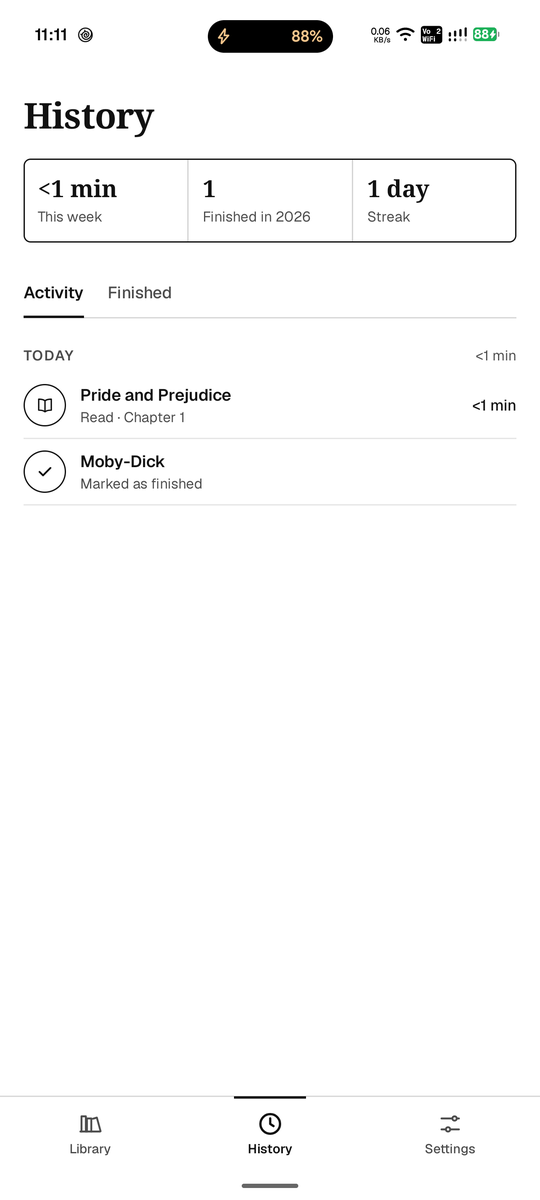 11:11
88%
0.06
KB/s
Vo 2
WiFi
88
History
<1 min
This week
1
Finished in 2026
1 day
Streak
Activity
Finished
TODAY
<1 min
Pride and Prejudice
Read · Chapter 1
<1 min
Moby-Dick
Marked as finished
Library
History
Settings